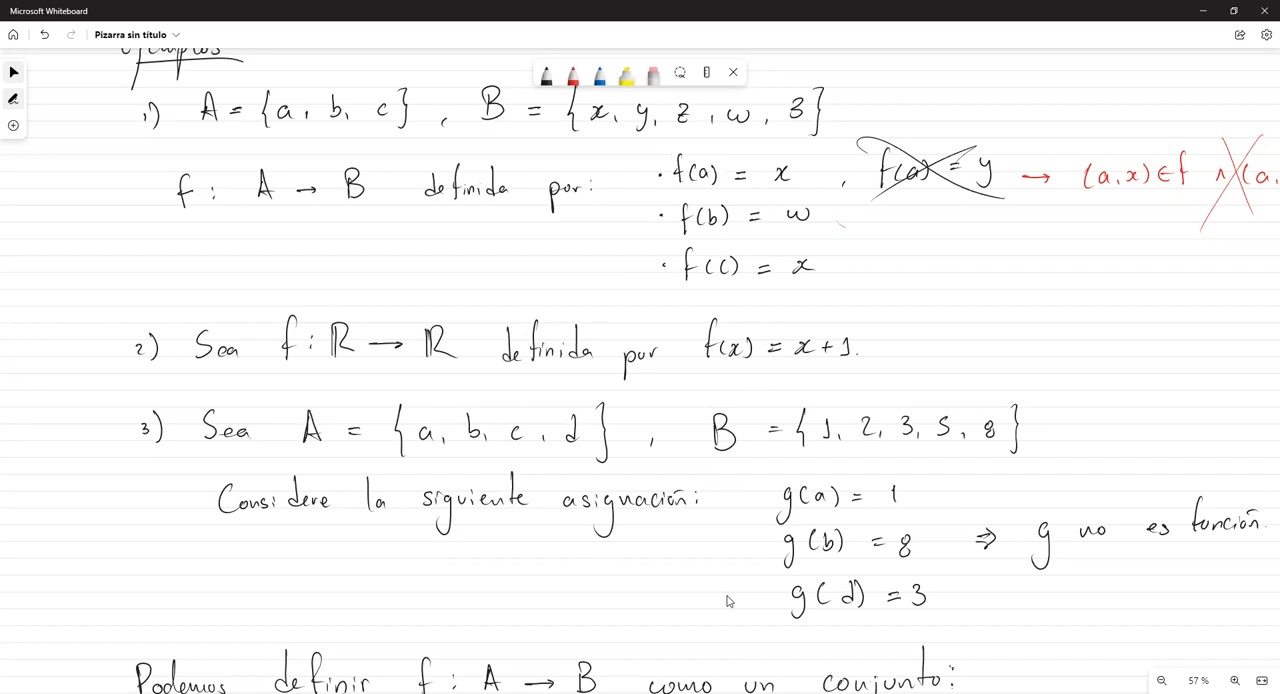 Microsoft Whiteboard
Pizarra sin título
Ejemplos
1) A = {a, b, c} , B = {x, y, z, w, 3}
f : A → B definida por: · f(a) = x , f(a) = y → (a,x) ∈ f ∧ (a,
· f(b) = w
· f(c) = x
2) Sea f : ℝ → ℝ definida por f(x) = x + 1.
3) Sea A = {a, b, c, d} , B = {1, 2, 3, 5, 8}
Considere la siguiente asignación: g(a) = 1
g(b) = 8 ⇒ g no es función.
g(d) = 3
Podemos definir f : A → B como un conjunto:
57 %